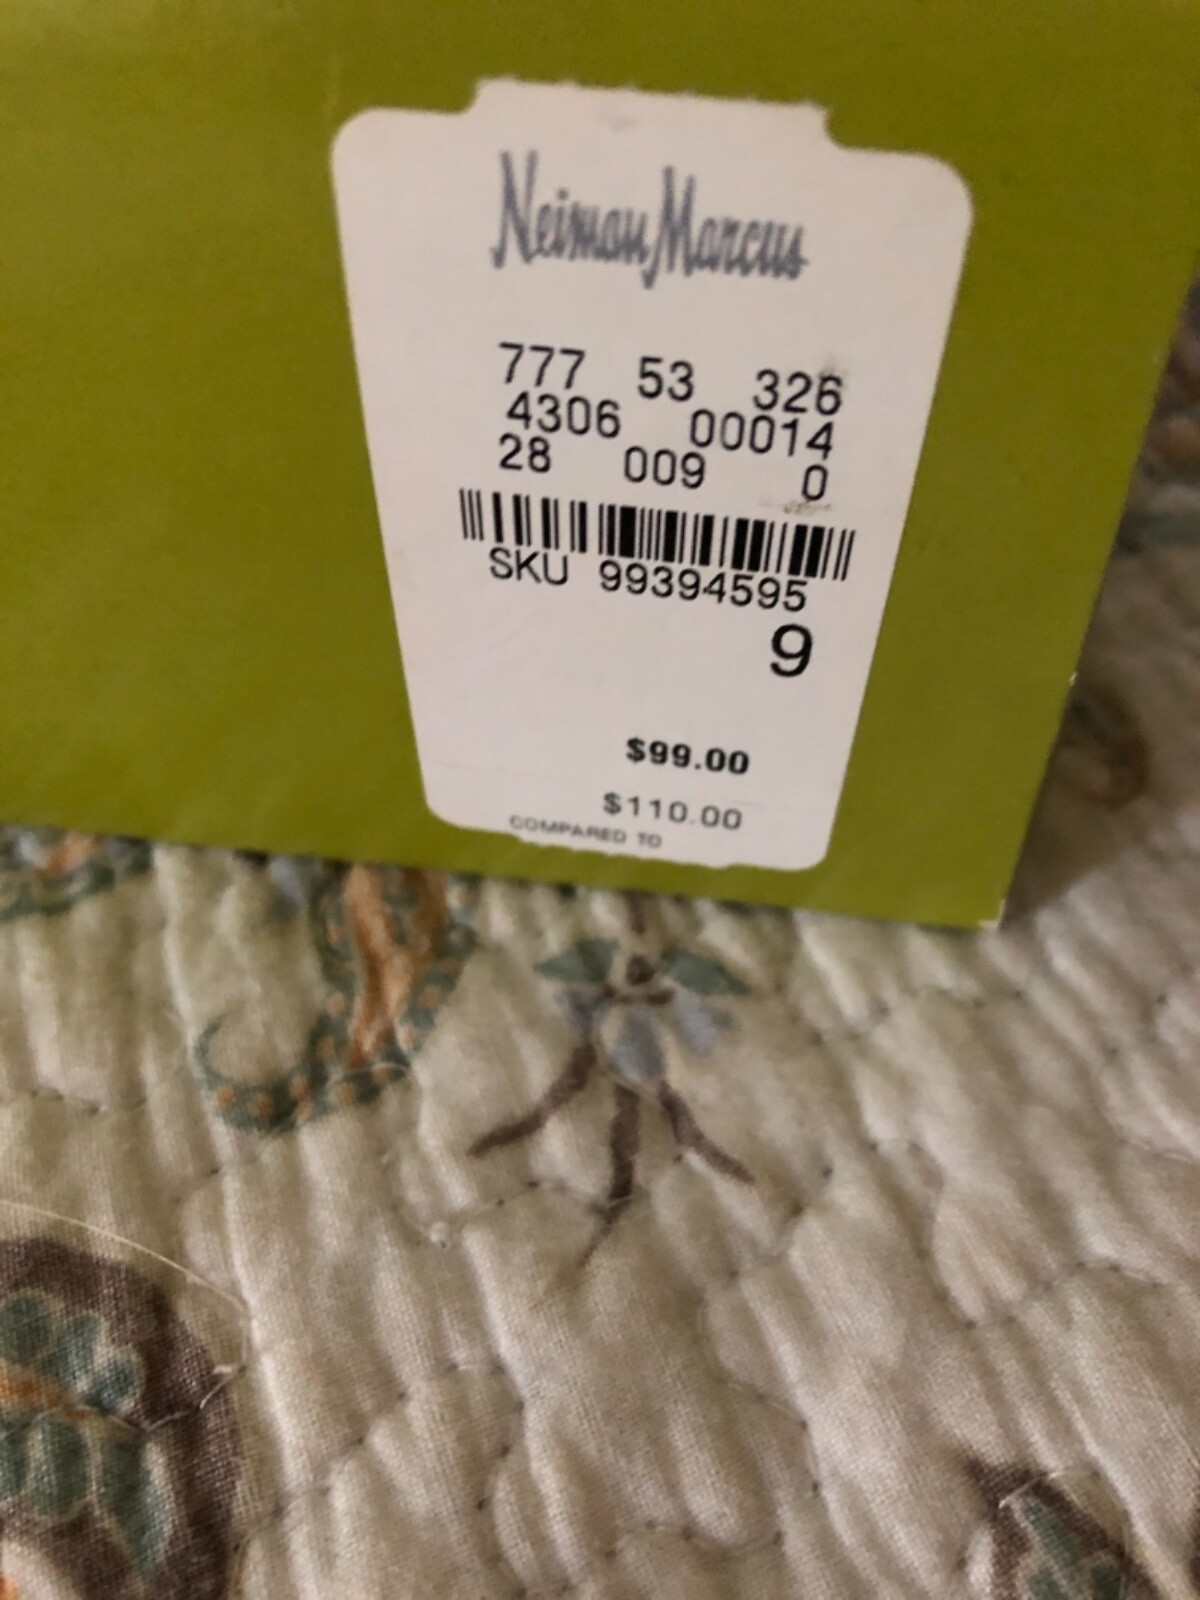 Neiman Marcus
777 53 326
4306 00014
28 009 0
SKU 99394595
9
$99.00
$110.00
COMPARED TO